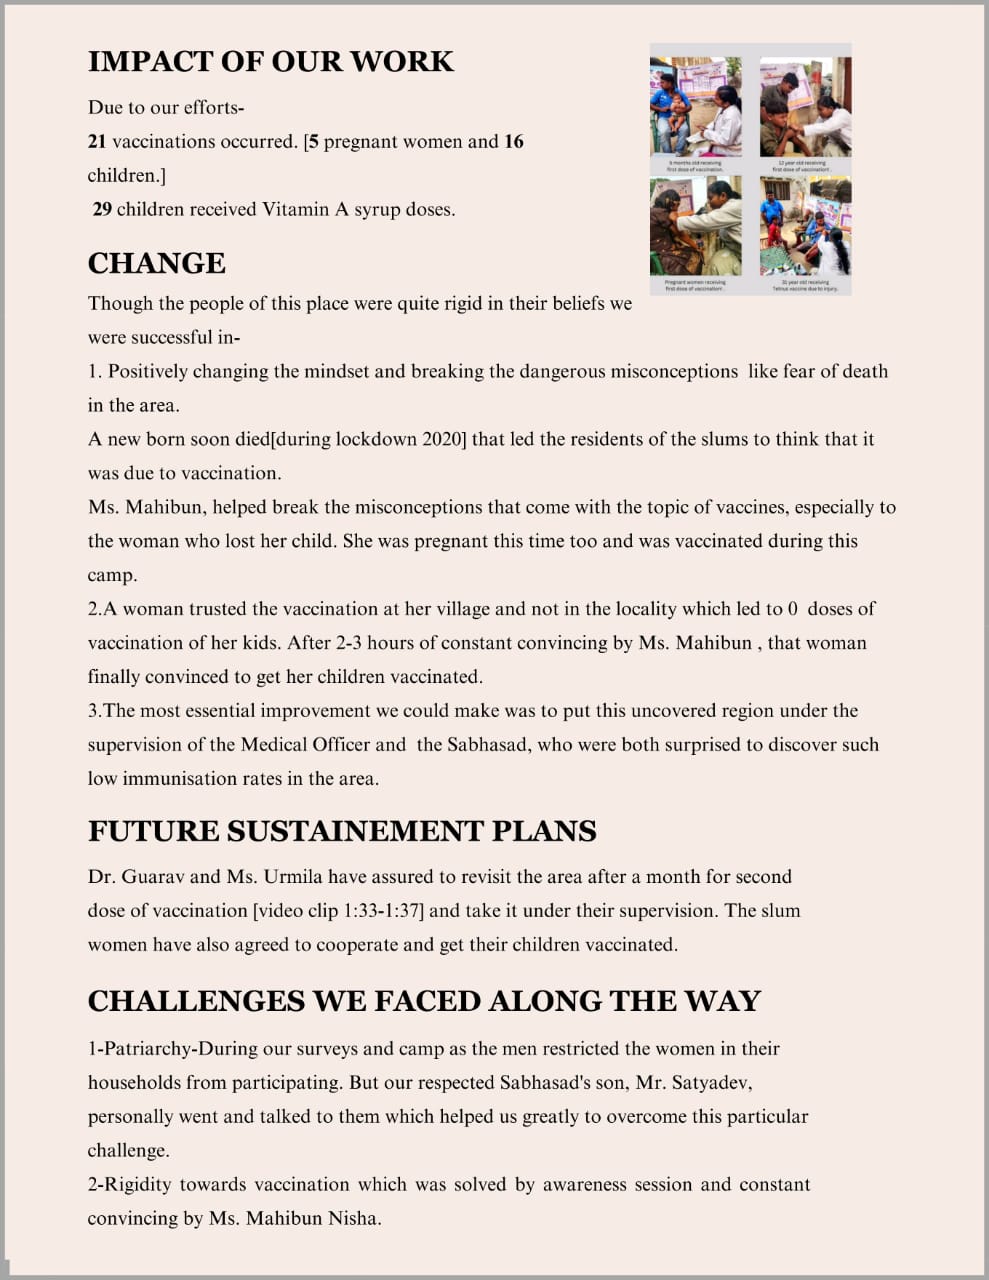 IMPACT OF OUR WORK
Due to our efforts-
21 vaccinations occurred. [5 pregnant women and 16
children.]
29 children received Vitamin A syrup doses.
6 months old receiving
first dose of vaccination.
12 year old receiving
first dose of vaccination! .
Pregnant women receiving
first dose of vaccination! .
31 year old receiving
Tetnus vaccine due to injury.
CHANGE
Though the people of this place were quite rigid in their beliefs we
were successful in-
1. Positively changing the mindset and breaking the dangerous misconceptions  like fear of death
in the area.
A new born soon died[during lockdown 2020] that led the residents of the slums to think that it
was due to vaccination.
Ms. Mahibun, helped break the misconceptions that come with the topic of vaccines, especially to
the woman who lost her child. She was pregnant this time too and was vaccinated during this
camp.
2.A woman trusted the vaccination at her village and not in the locality which led to 0  doses of
vaccination of her kids. After 2-3 hours of constant convincing by Ms. Mahibun , that woman
finally convinced to get her children vaccinated.
3.The most essential improvement we could make was to put this uncovered region under the
supervision of the Medical Officer and  the Sabhasad, who were both surprised to discover such
low immunisation rates in the area.
FUTURE SUSTAINEMENT PLANS
Dr. Guarav and Ms. Urmila have assured to revisit the area after a month for second
dose of vaccination [video clip 1:33-1:37] and take it under their supervision. The slum
women have also agreed to cooperate and get their children vaccinated.
CHALLENGES WE FACED ALONG THE WAY
1-Patriarchy-During our surveys and camp as the men restricted the women in their
households from participating. But our respected Sabhasad's son, Mr. Satyadev,
personally went and talked to them which helped us greatly to overcome this particular
challenge.
2-Rigidity towards vaccination which was solved by awareness session and constant
convincing by Ms. Mahibun Nisha.